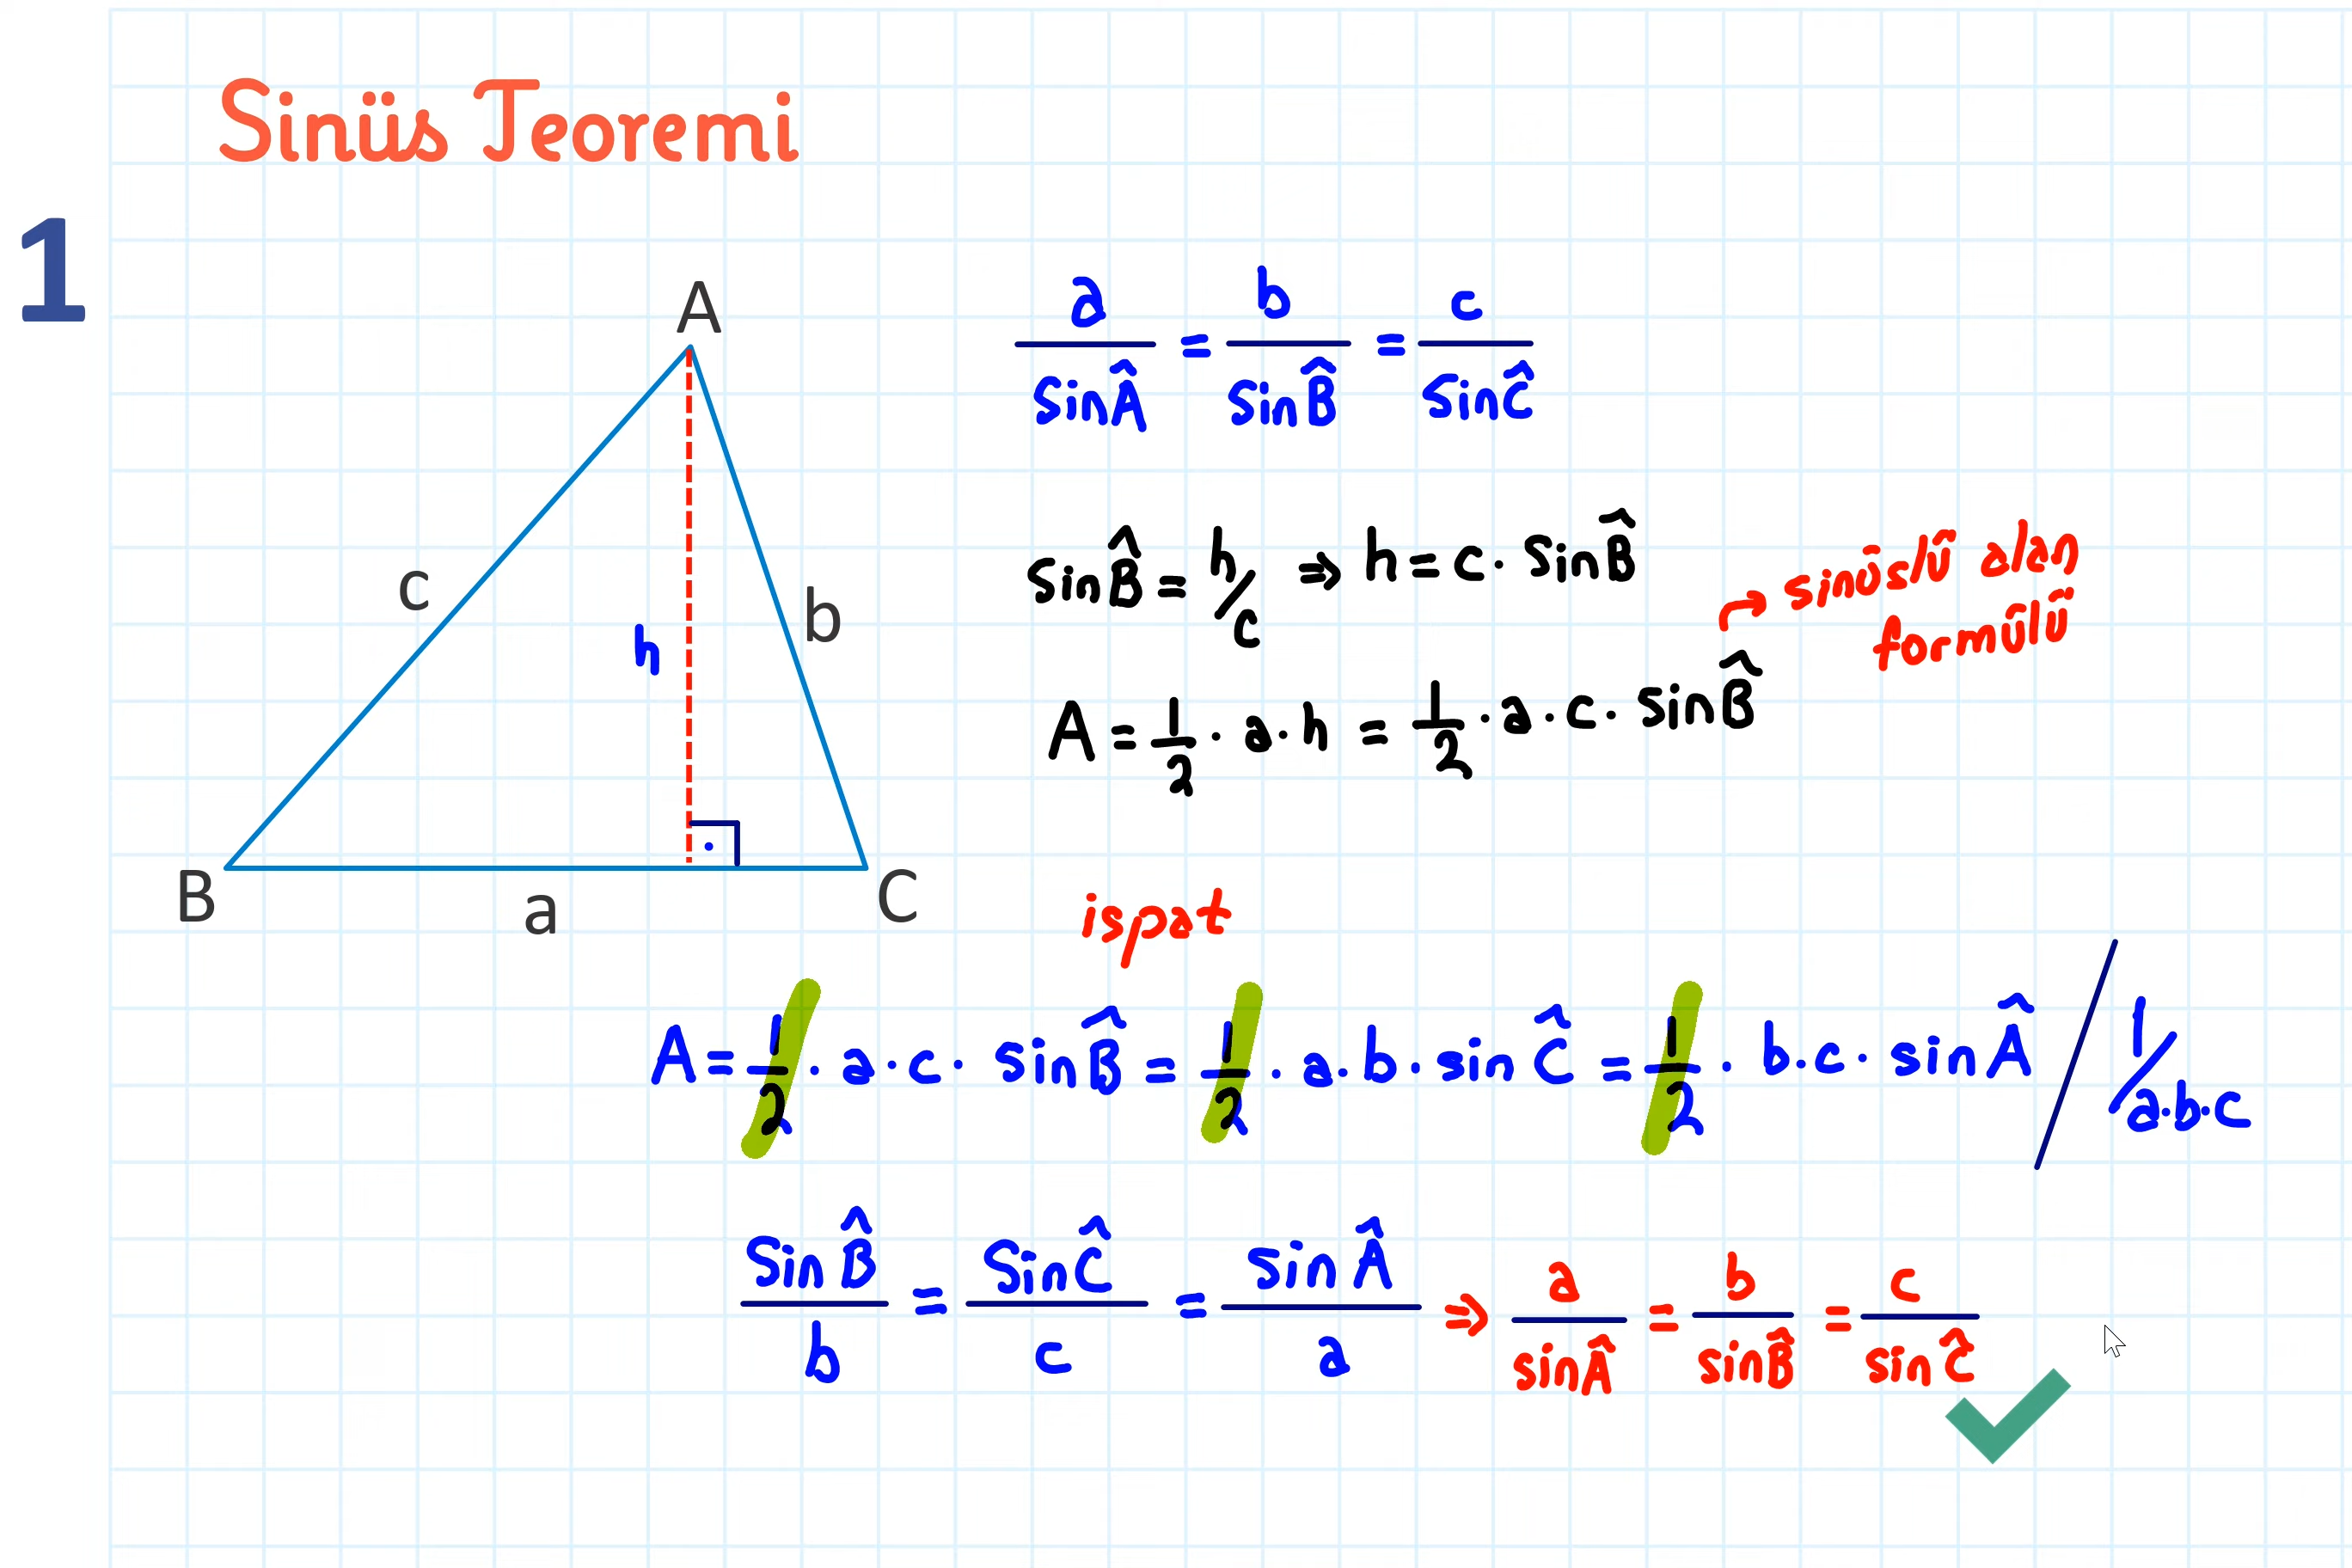 Sinüs Teoremi
1
A
c
b
h
B
a
C
a/sinÂ = b/sinB̂ = c/sinĈ
sinB̂ = h/c ⇒ h = c · sinB̂
→ sinüslü alan
formülü
A = 1/2 · a · h = 1/2 · a · c · sinB̂
ispat
A = 1/2 · a · c · sinB̂ = 1/2 · a · b · sinĈ = 1/2 · b · c · sinÂ / 1/a·b·c
sinB̂/b = sinĈ/c = sinÂ/a ⇒ a/sinÂ = b/sinB̂ = c/sinĈ